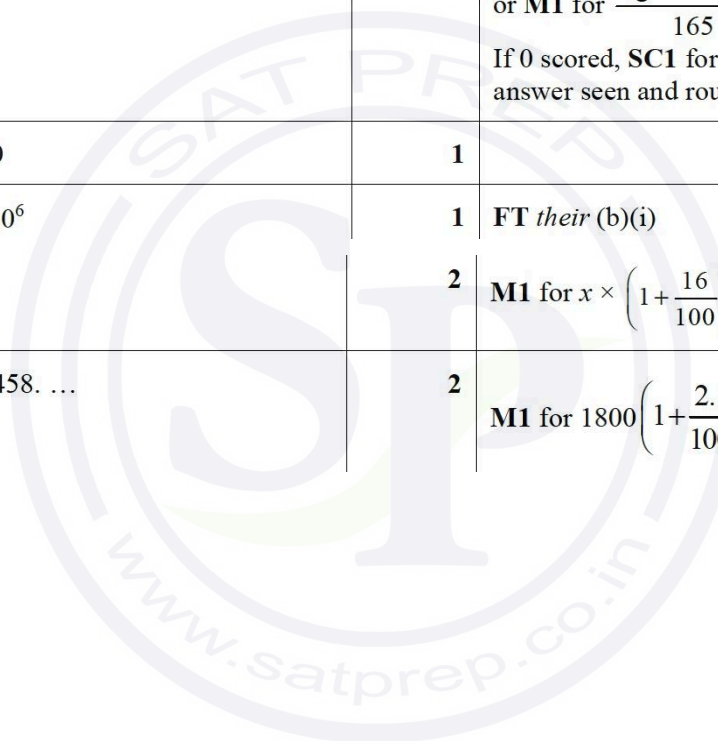 or M1 for
165
If 0 scored, SC1 for
answer seen and
1
0⁶ 1 FT their (b)(i)
2 M1 for x × (1 + 16/100
458. … 2 M1 for 1800(1 + 2.
SAT PREP
SP
www.satprep.co.in